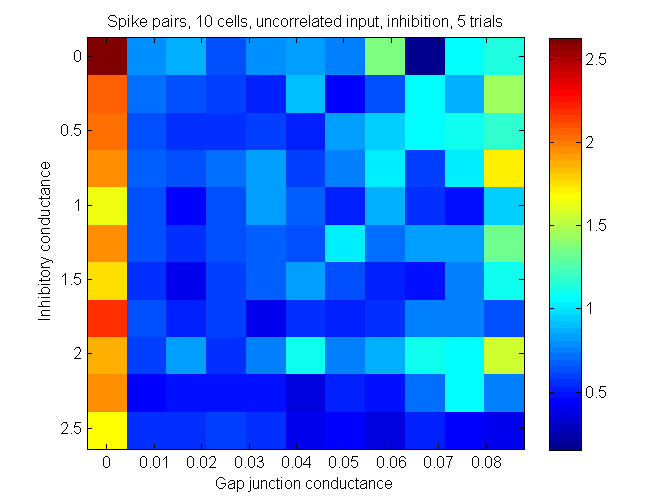 Spike pairs, 10 cells, uncorrelated input, inhibition, 5 trials
Inhibitory conductance
0
0.5
1
1.5
2
2.5
0 0.01 0.02 0.03 0.04 0.05 0.06 0.07 0.08
Gap junction conductance
2.5
2
1.5
1
0.5